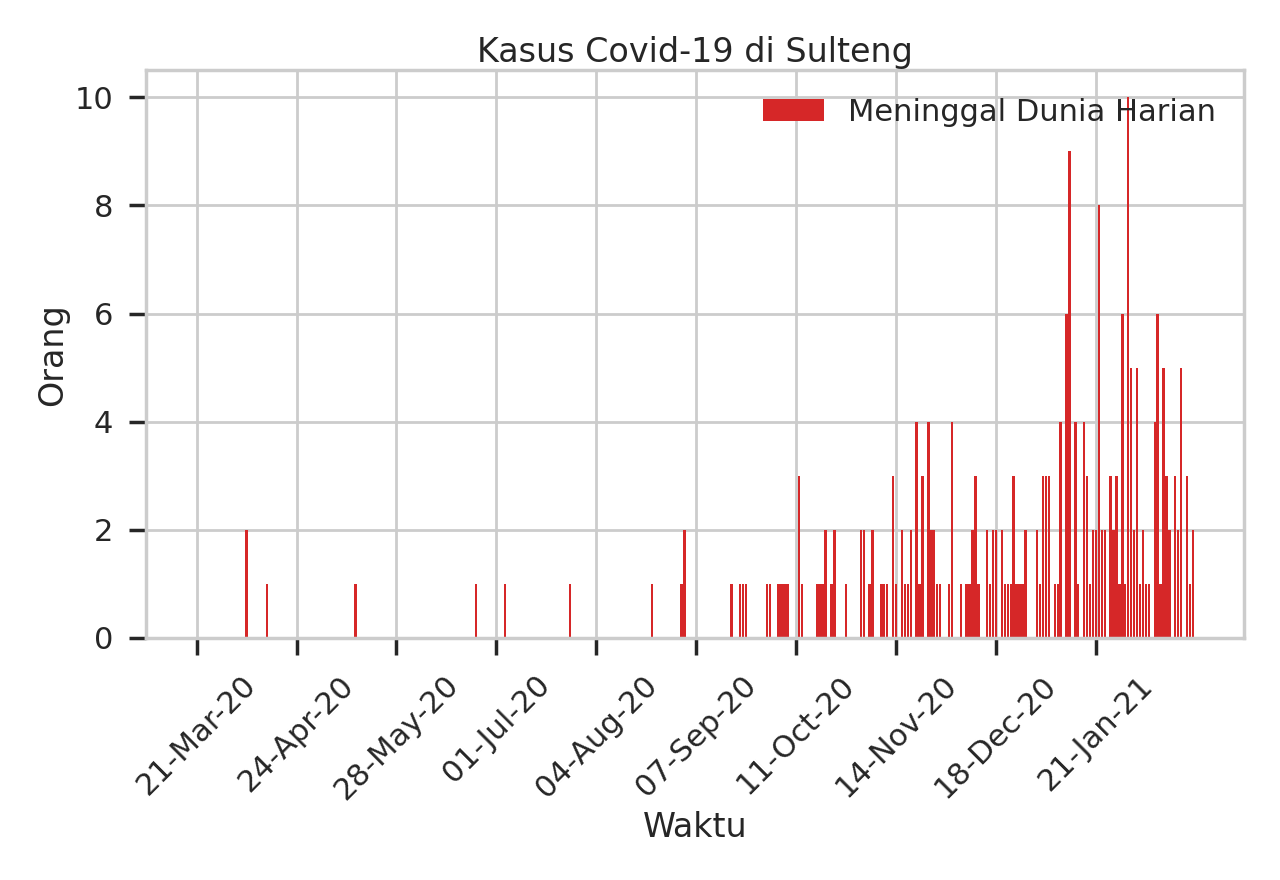 Kasus Covid-19 di Sulteng
Meninggal Dunia Harian
10
8
6
4
2
0
Orang
21-Mar-20
24-Apr-20
28-May-20
01-Jul-20
04-Aug-20
07-Sep-20
11-Oct-20
14-Nov-20
18-Dec-20
21-Jan-21
Waktu